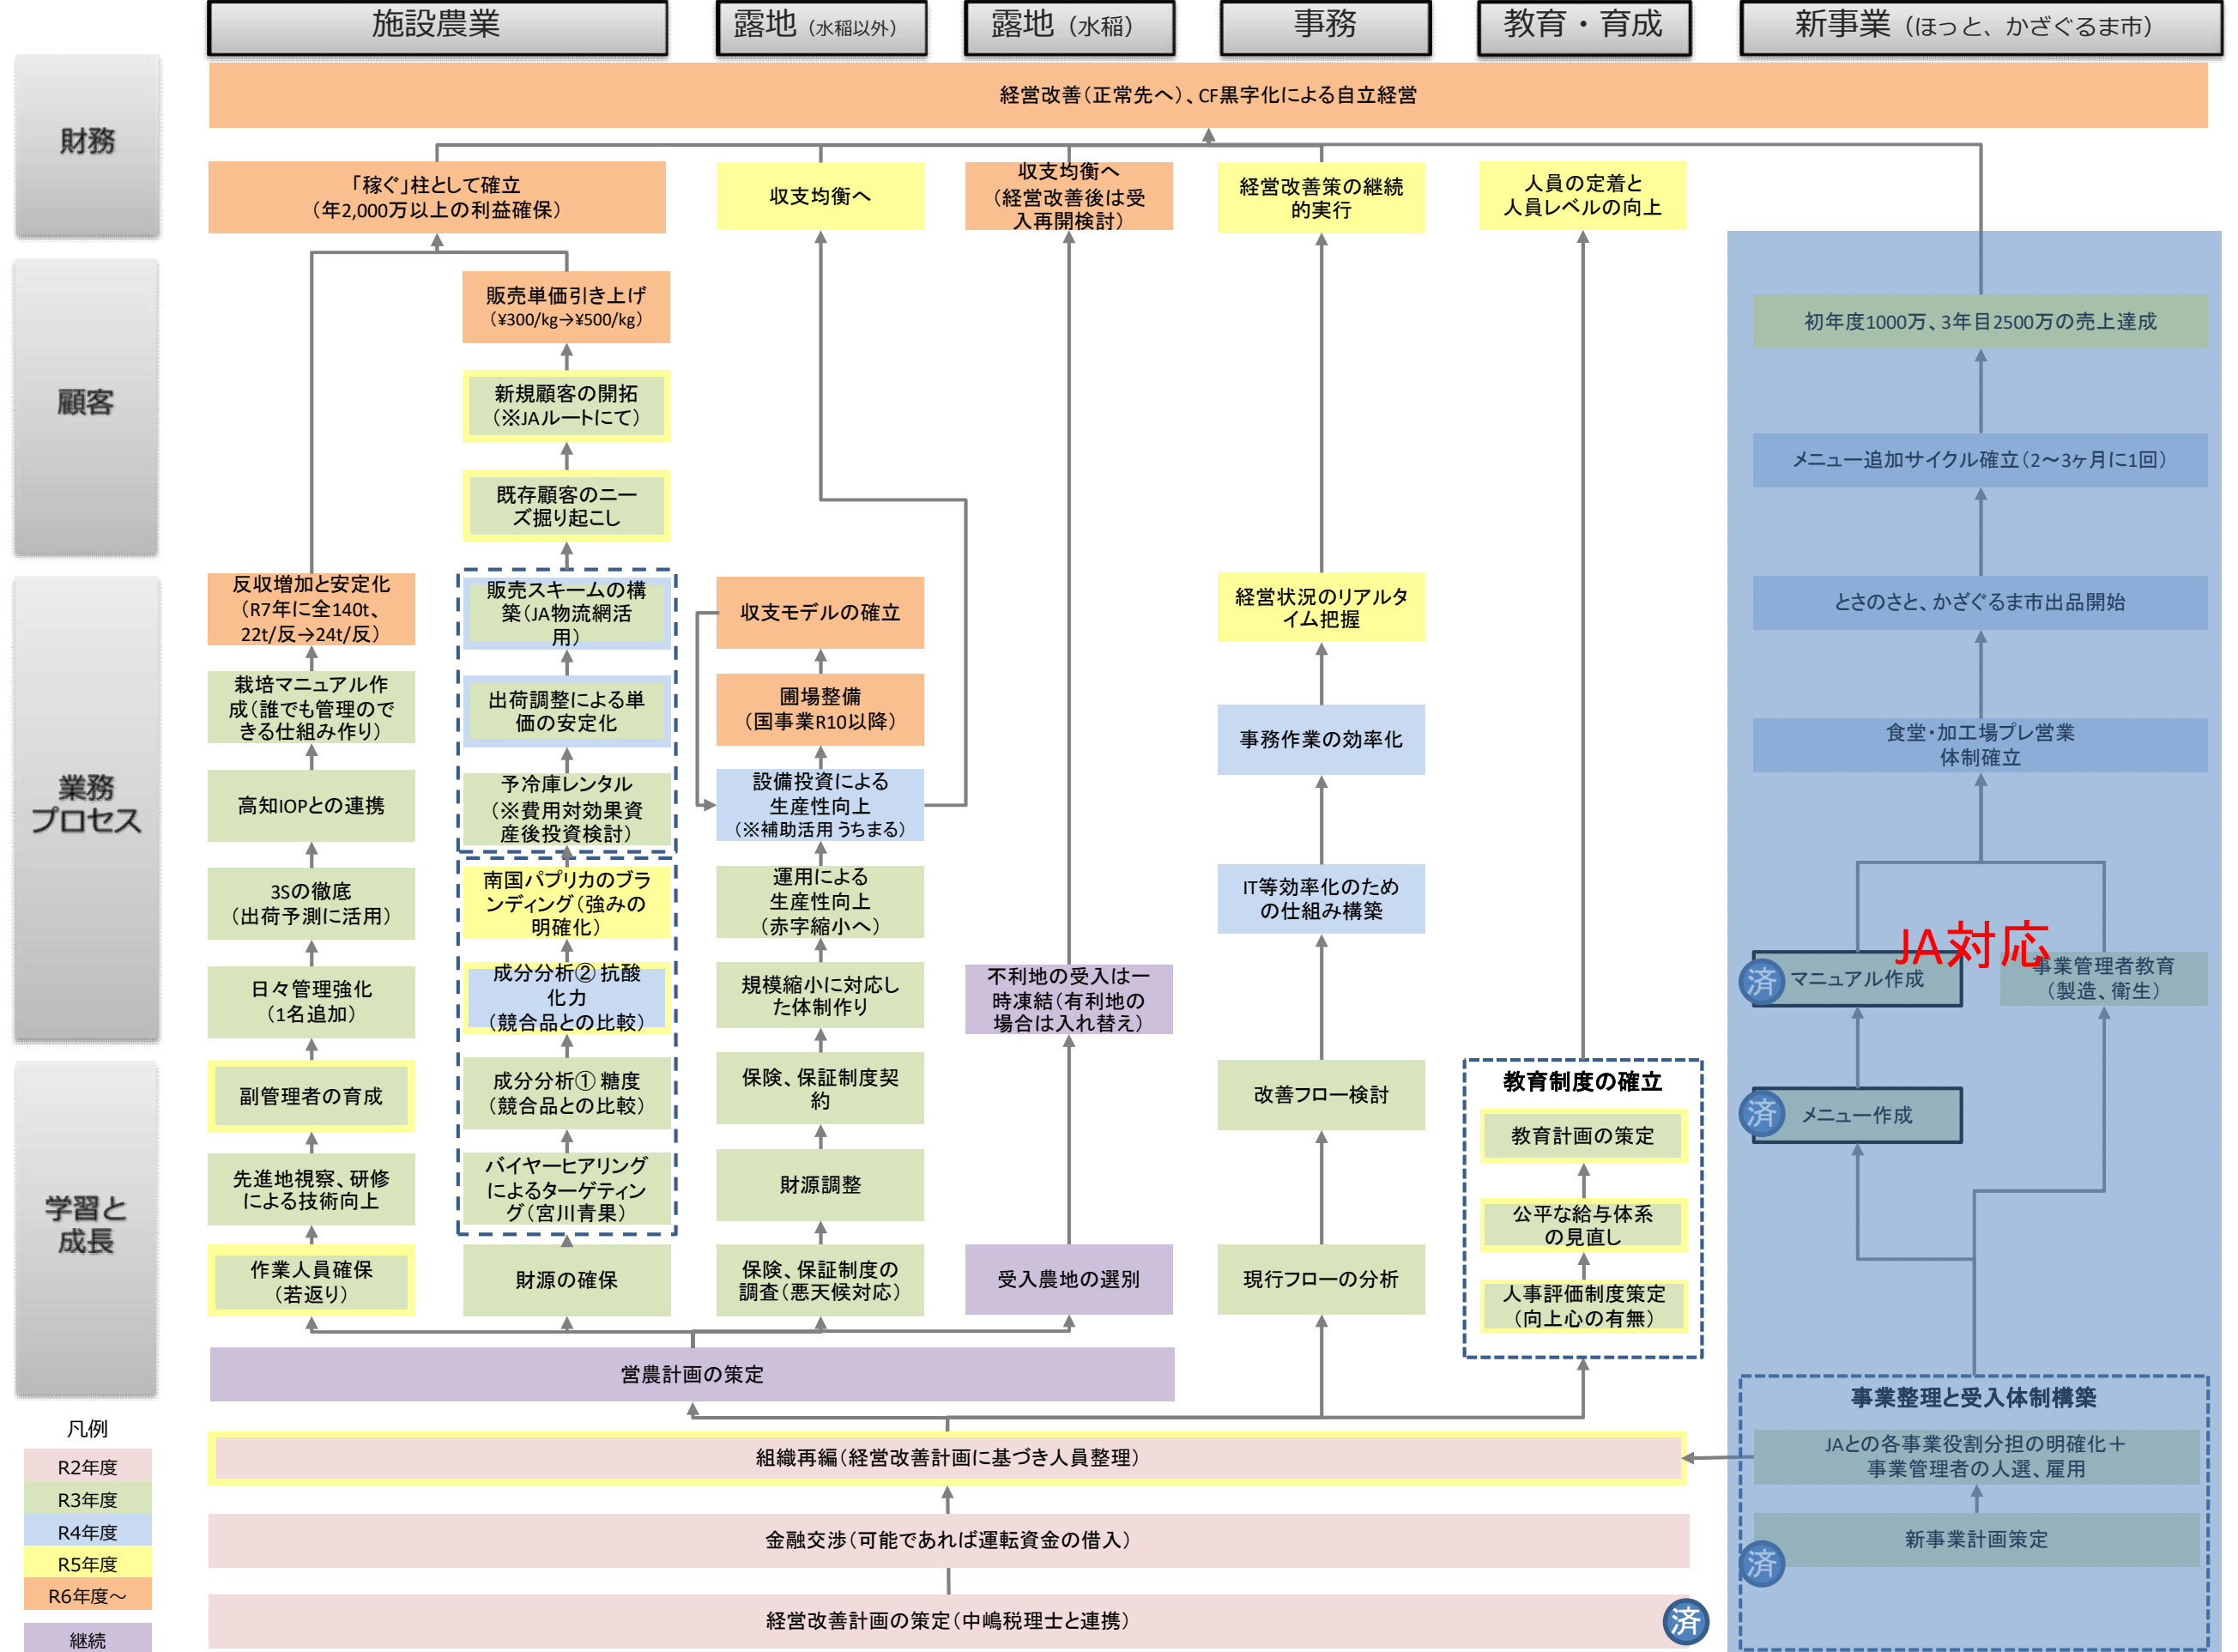 施設農業
露地（水稲以外）
露地（水稲）
事務
教育・育成
新事業（ほっと、かざぐるま市）
財務
顧客
業務
プロセス
学習と
成長
経営改善（正常先へ）、CF黒字化による自立経営
「稼ぐ」柱として確立
（年2,000万以上の利益確保）
収支均衡へ
収支均衡へ
（経営改善後は受
入再開検討）
経営改善策の継続
的実行
人員の定着と
人員レベルの向上
販売単価引き上げ
（¥300/kg→¥500/kg）
新規顧客の開拓
（※JAルートにて）
既存顧客のニー
ズ掘り起こし
反収増加と安定化
（R7年に全140t、
22t/反→24t/反）
栽培マニュアル作
成（誰でも管理ので
きる仕組み作り）
高知IOPとの連携
3Sの徹底
（出荷予測に活用）
日々管理強化
（1名追加）
副管理者の育成
先進地視察、研修
による技術向上
作業人員確保
（若返り）
販売スキームの構
築（JA物流網活
用）
出荷調整による単
価の安定化
予冷庫レンタル
（※費用対効果資
産後投資検討）
南国パプリカのブラ
ンディング（強みの
明確化）
成分分析② 抗酸
化力
（競合品との比較）
成分分析① 糖度
（競合品との比較）
バイヤーヒアリング
によるターゲティン
グ（宮川青果）
財源の確保
収支モデルの確立
圃場整備
（国事業R10以降）
設備投資による
生産性向上
（※補助活用 うちまる）
運用による
生産性向上
（赤字縮小へ）
規模縮小に対応し
た体制作り
保険、保証制度契
約
財源調整
保険、保証制度の
調査（悪天候対応）
不利地の受入は一
時凍結（有利地の
場合は入れ替え）
受入農地の選別
経営状況のリアルタ
イム把握
事務作業の効率化
IT等効率化のため
の仕組み構築
改善フロー検討
現行フローの分析
教育制度の確立
教育計画の策定
公平な給与体系
の見直し
人事評価制度策定
（向上心の有無）
初年度1000万、3年目2500万の売上達成
メニュー追加サイクル確立（2～3ヶ月に1回）
とさのさと、かざぐるま市出品開始
食堂・加工場プレ営業
体制確立
JA対応
済
マニュアル作成
事業管理者教育
（製造、衛生）
済
メニュー作成
事業整理と受入体制構築
JAとの各事業役割分担の明確化＋
事業管理者の人選、雇用
新事業計画策定
済
営農計画の策定
組織再編（経営改善計画に基づき人員整理）
金融交渉（可能であれば運転資金の借入）
経営改善計画の策定（中嶋税理士と連携）
済
凡例
R2年度
R3年度
R4年度
R5年度
R6年度～
継続